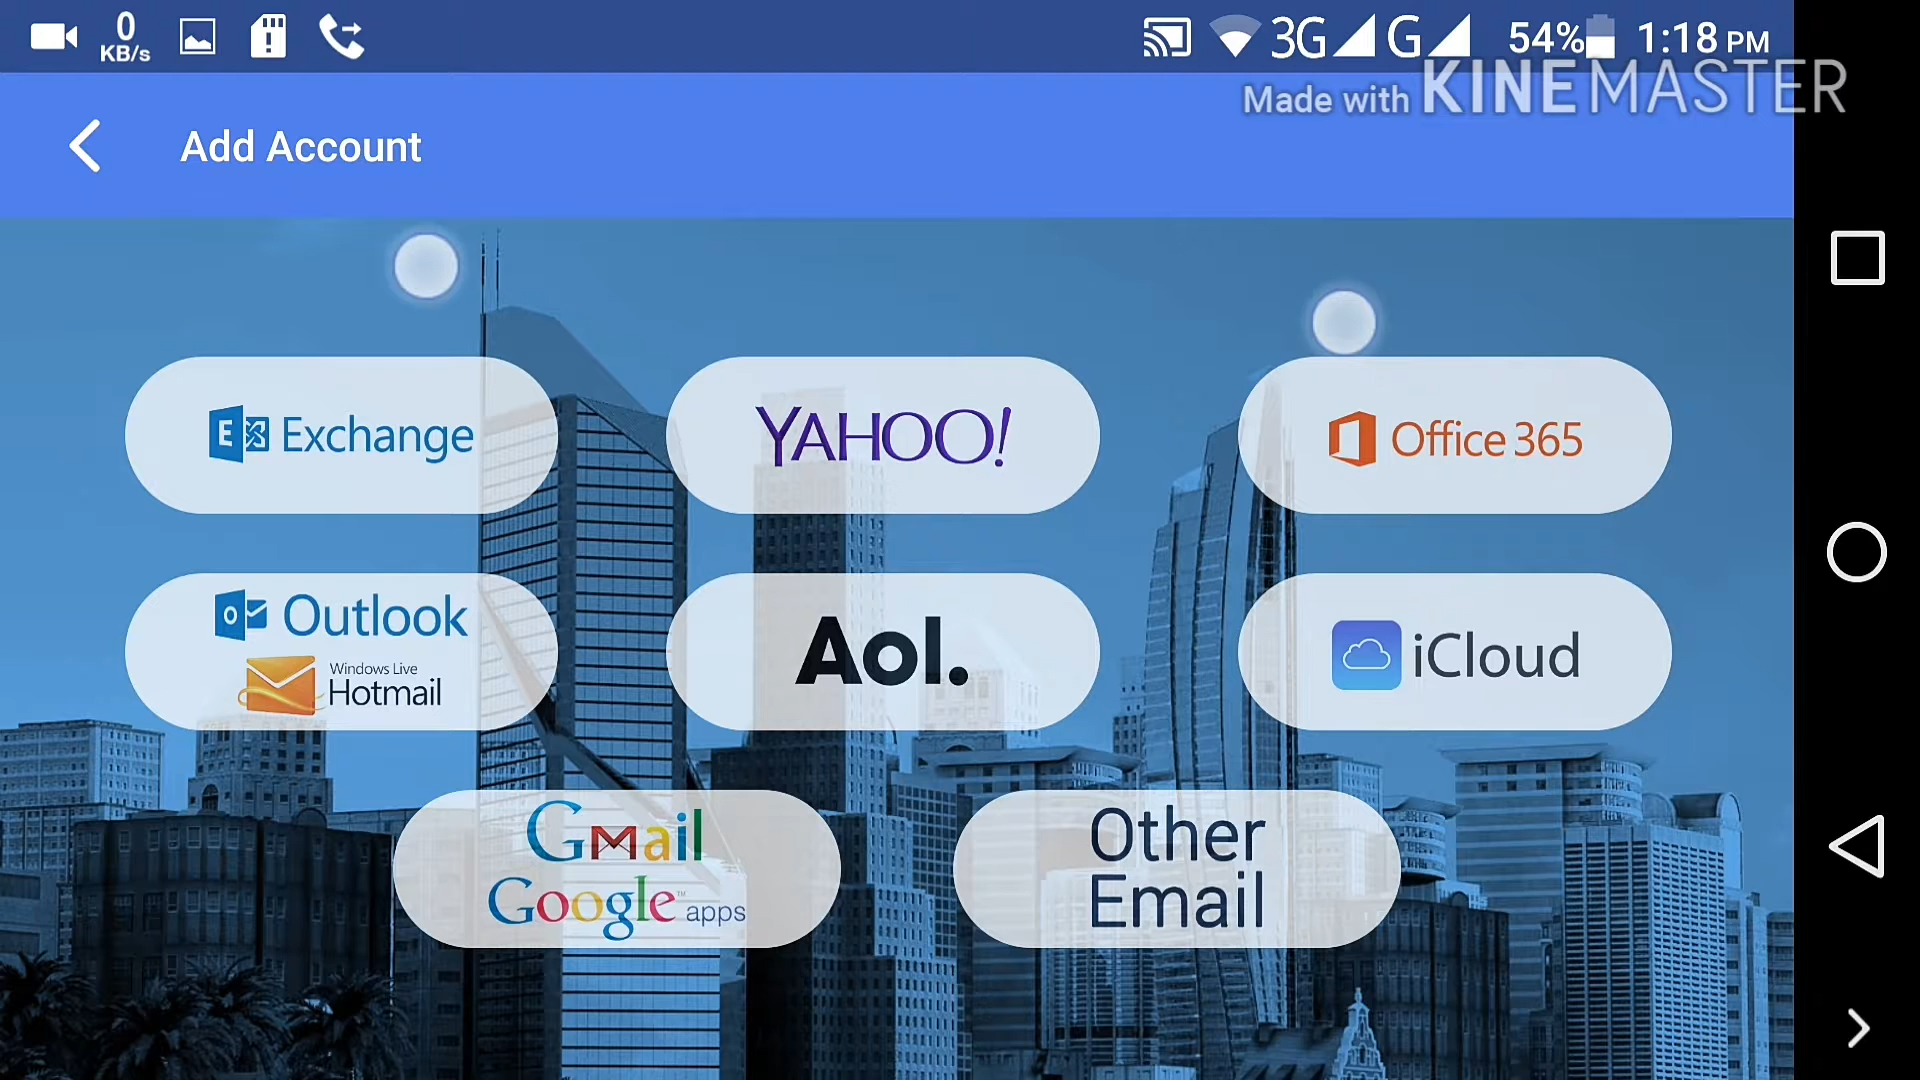 0
KB/s
3G
G
54%
1:18 PM
Made with KINEMASTER
Add Account
E Exchange
YAHOO!
Office 365
o Outlook
Windows Live
Hotmail
Aol.
iCloud
GMail
Google™ apps
Other
Email